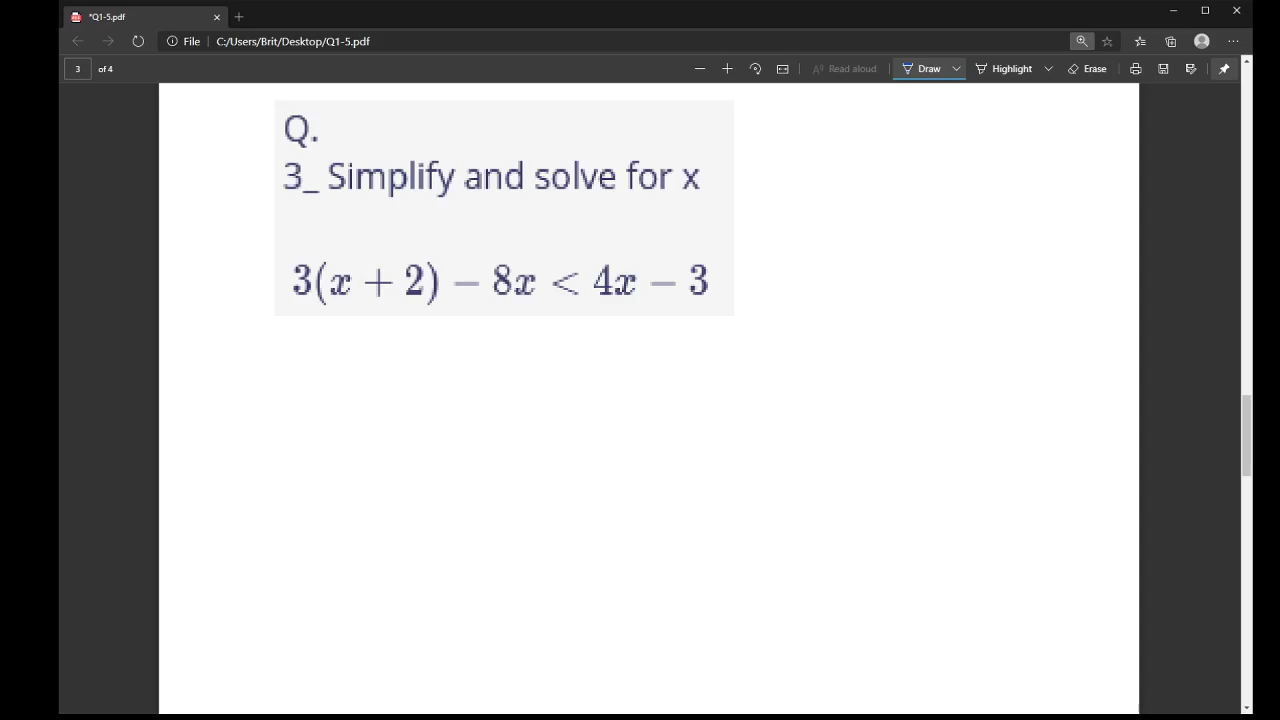 *Q1-5.pdf
File C:/Users/Brit/Desktop/Q1-5.pdf
3 of 4 Read aloud Draw Highlight Erase
Q.
3_ Simplify and solve for x
3(x + 2) − 8x < 4x − 3